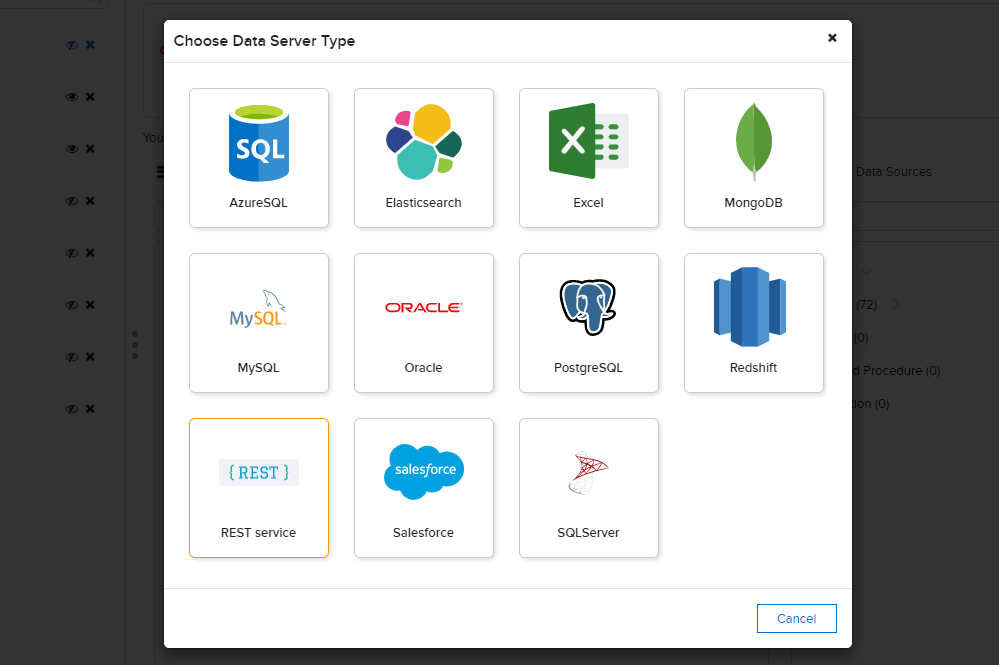 Choose Data Server Type
You
Data Sources
SQL
AzureSQL
Elasticsearch
X
Excel
MongoDB
MySQL
ORACLE
(72)
(0)
MySQL
Oracle
PostgreSQL
Redshift
d Procedure (0)
tion (0)
{ REST }
salesforce
REST service
Salesforce
SQLServer
Cancel